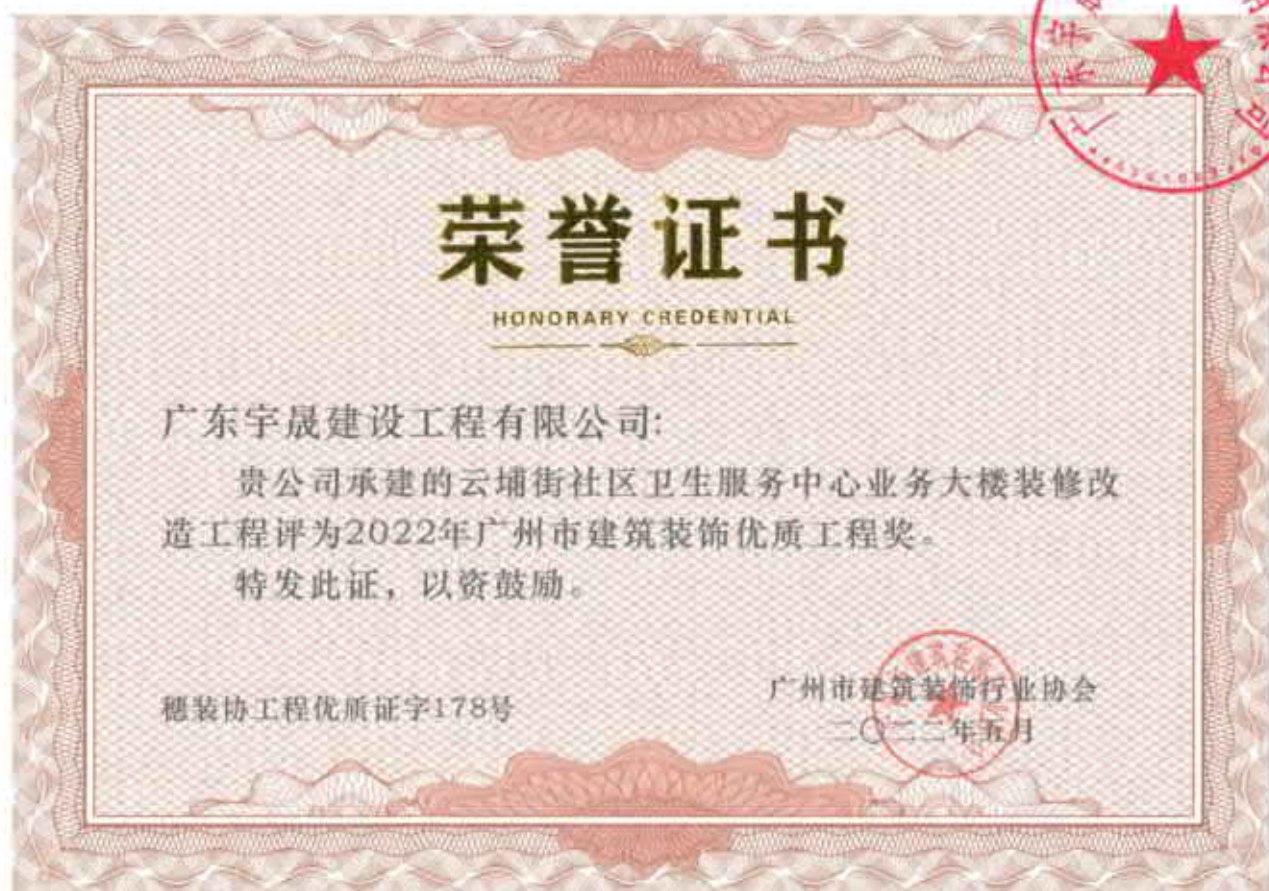 荣誉证书
HONORARY CREDENTIAL
广东宇晟建设工程有限公司:
贵公司承建的云埔街社区卫生服务中心业务大楼装修改
造工程评为2022年广州市建筑装饰优质工程奖。
特发此证，以资鼓励。
穗装协工程优质证字178号
广州市建筑装饰行业协会
二〇二二年五月